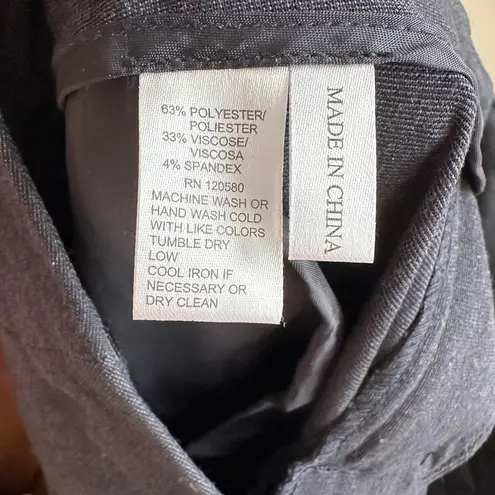 63% POLYESTER/
POLIESTER
33% VISCOSE/
VISCOSA
4% SPANDEX
RN 120580
MACHINE WASH OR
HAND WASH COLD
WITH LIKE COLORS
TUMBLE DRY
LOW
COOL IRON IF
NECESSARY OR
DRY CLEAN
MADE IN CHINA